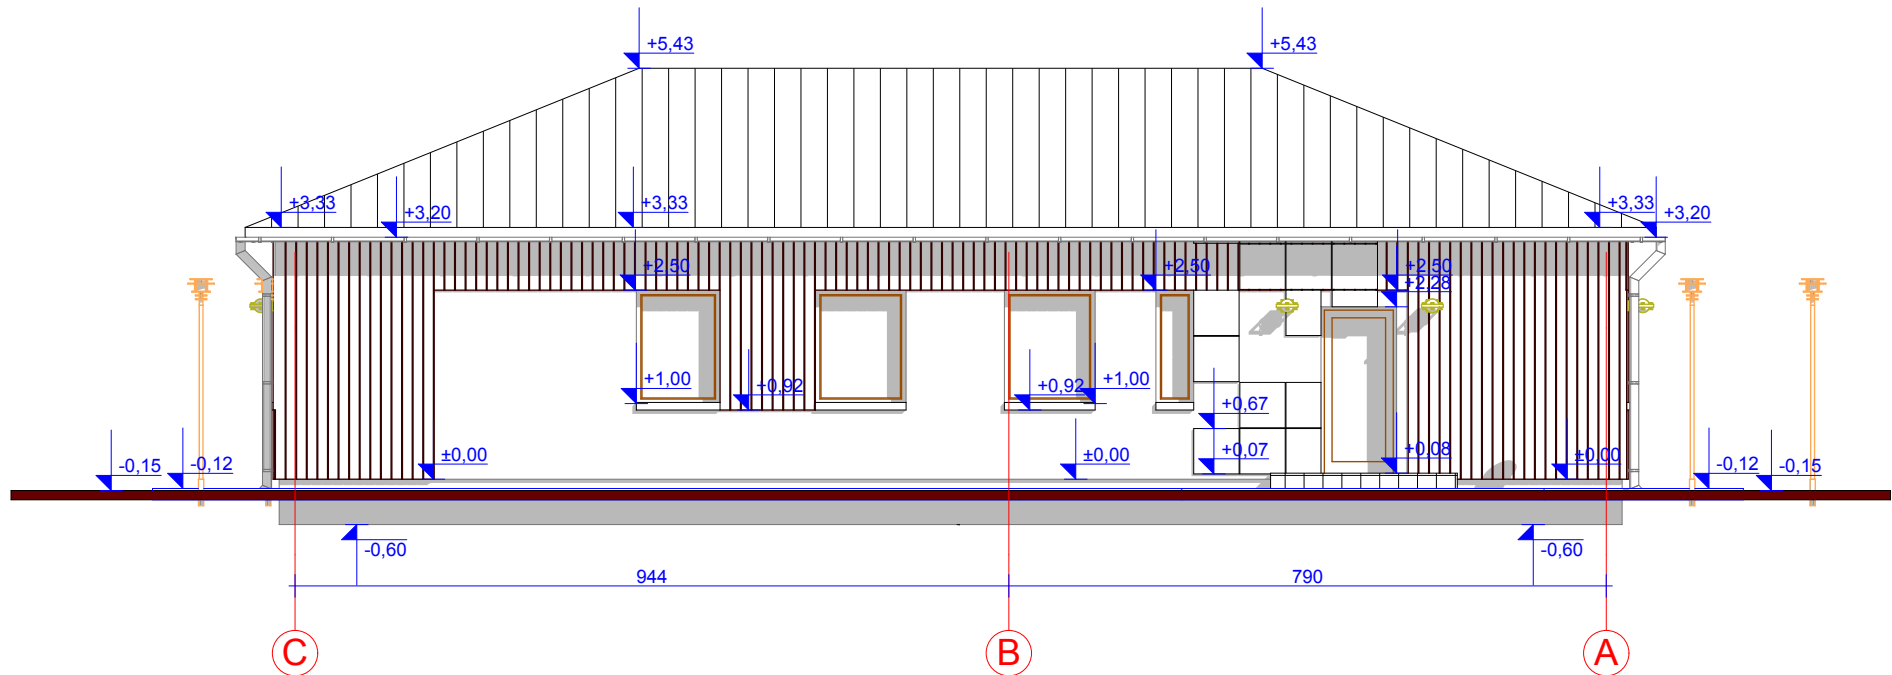 +5,43 +5,43
+3,33 +3,20 +3,33 +3,33 +3,20
+2,50 +2,50 +2,50
+2,28
+1,00 +0,92 +0,92 +1,00
+0,67
±0,00 ±0,00 +0,07 +0,08 ±0,00
-0,15 -0,12 -0,12 -0,15
-0,60 -0,60
944 790
C B A